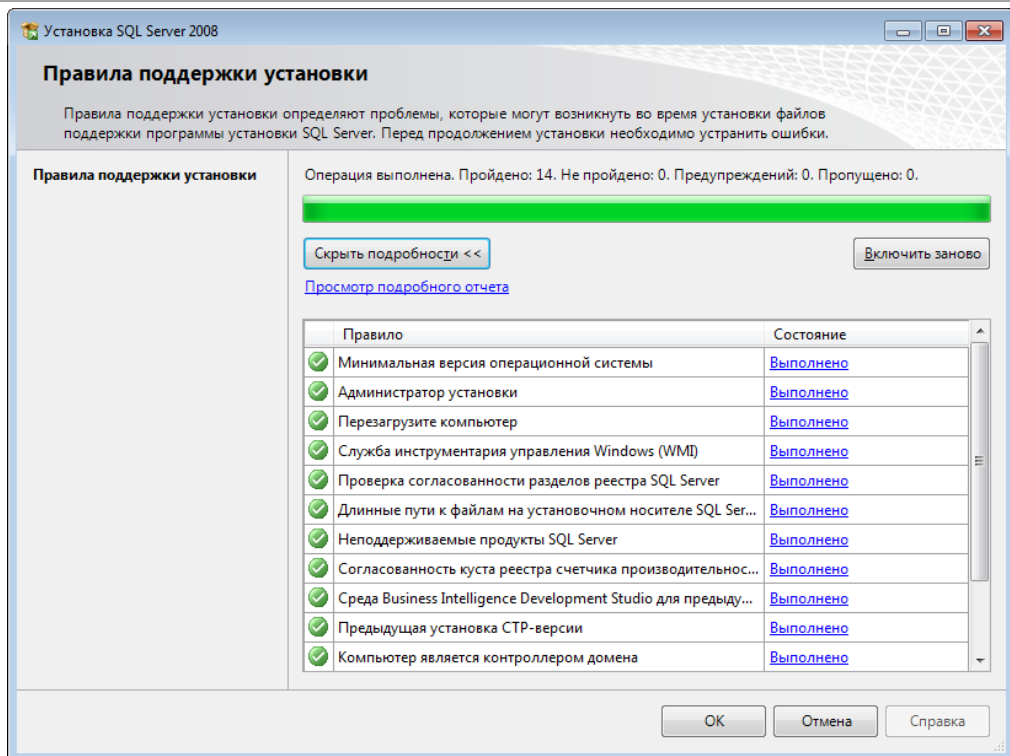 Установка SQL Server 2008
Правила поддержки установки
Правила поддержки установки определяют проблемы, которые могут возникнуть во время установки файлов
поддержки программы установки SQL Server. Перед продолжением установки необходимо устранить ошибки.
Правила поддержки установки
Операция выполнена. Пройдено: 14. Не пройдено: 0. Предупреждений: 0. Пропущено: 0.
Скрыть подробности <<
Включить заново
Просмотр подробного отчета
Правило Состояние
Минимальная версия операционной системы Выполнено
Администратор установки Выполнено
Перезагрузите компьютер Выполнено
Служба инструментария управления Windows (WMI) Выполнено
Проверка согласованности разделов реестра SQL Server Выполнено
Длинные пути к файлам на установочном носителе SQL Ser... Выполнено
Неподдерживаемые продукты SQL Server Выполнено
Согласованность куста реестра счетчика производительнос... Выполнено
Среда Business Intelligence Development Studio для предыду... Выполнено
Предыдущая установка CTP-версии Выполнено
Компьютер является контроллером домена Выполнено
ОК Отмена Справка